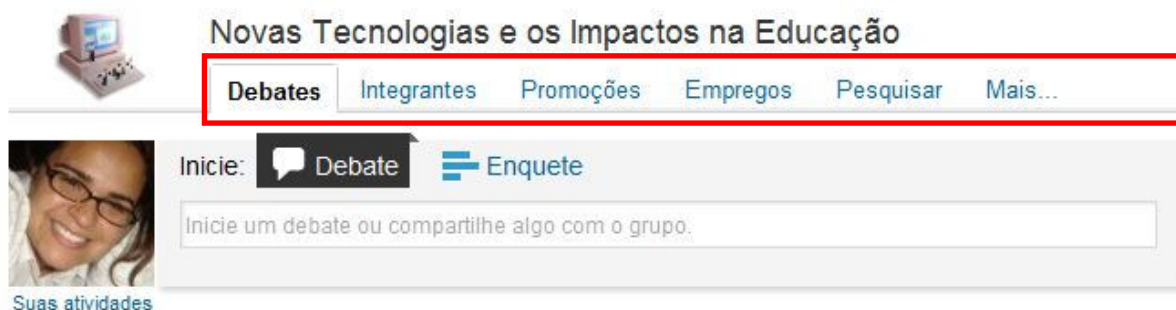 Novas Tecnologias e os Impactos na Educação
Debates Integrantes Promoções Empregos Pesquisar Mais...
Inicie: Debate Enquete
Inicie um debate ou compartilhe algo com o grupo.
Suas atividades